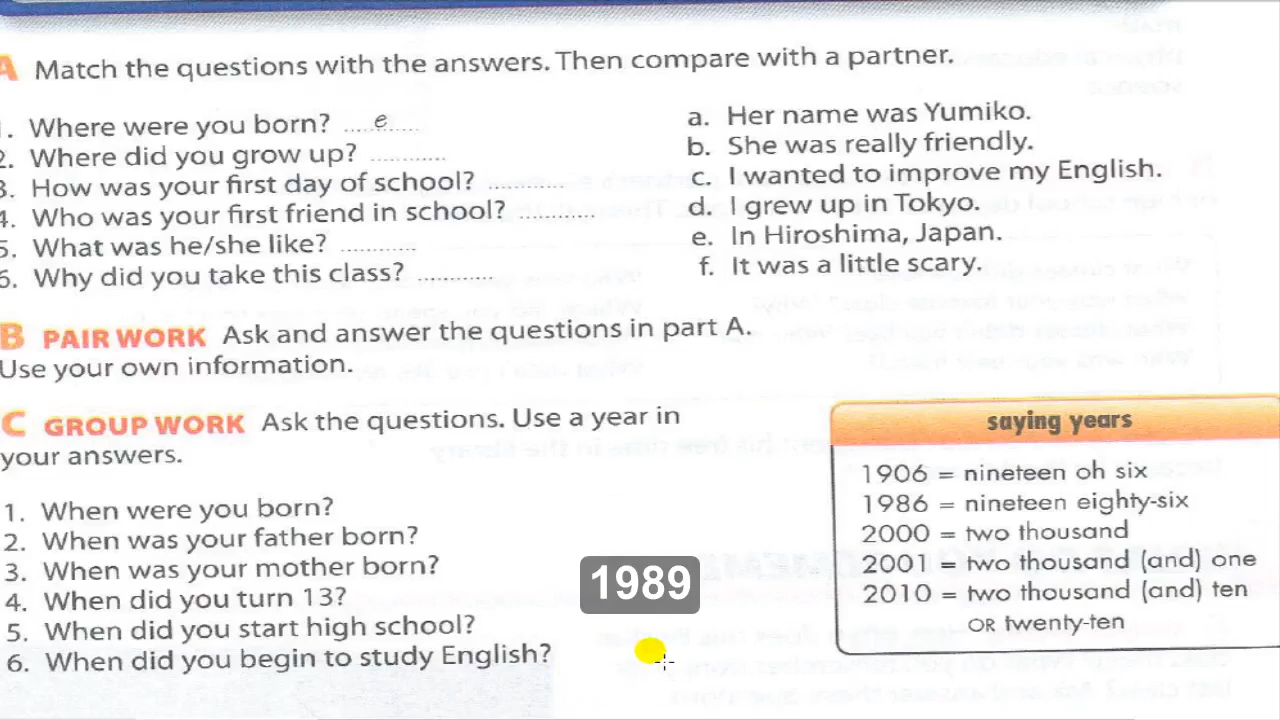 A Match the questions with the answers. Then compare with a partner.
1. Where were you born? e
2. Where did you grow up?
3. How was your first day of school?
4. Who was your first friend in school?
5. What was he/she like?
6. Why did you take this class?
a. Her name was Yumiko.
b. She was really friendly.
c. I wanted to improve my English.
d. I grew up in Tokyo.
e. In Hiroshima, Japan.
f. It was a little scary.
B PAIR WORK Ask and answer the questions in part A.
Use your own information.
C GROUP WORK Ask the questions. Use a year in
your answers.
1. When were you born?
2. When was your father born?
3. When was your mother born?
4. When did you turn 13?
5. When did you start high school?
6. When did you begin to study English?
saying years
1906 = nineteen oh six
1986 = nineteen eighty-six
2000 = two thousand
2001 = two thousand (and) one
2010 = two thousand (and) ten
OR twenty-ten
1989